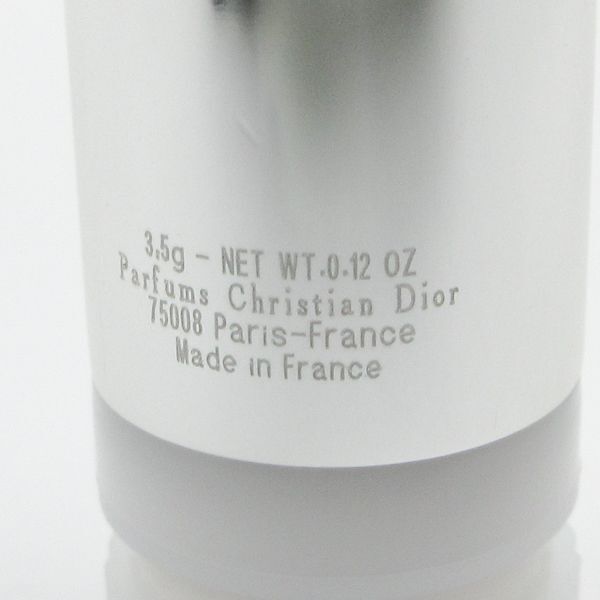 3.5g - NET WT.0.12 OZ
Parfums Christian Dior
75008 Paris-France
Made in France